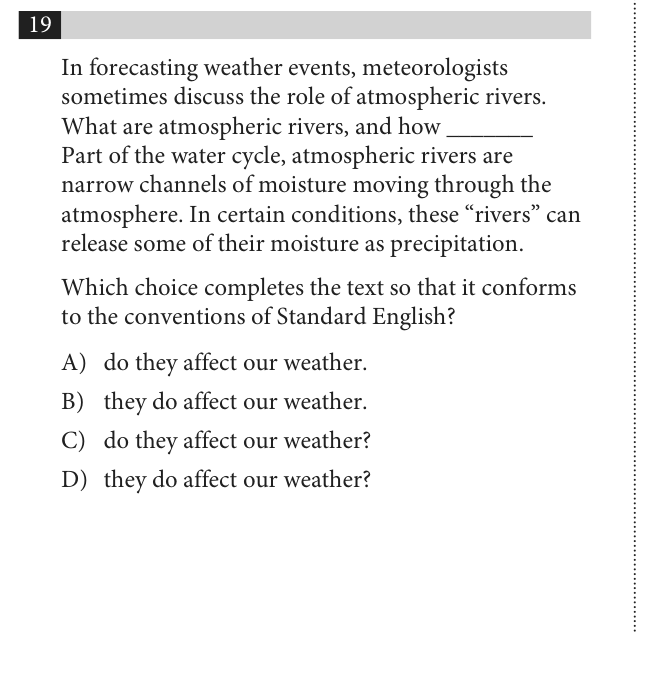 19
In forecasting weather events, meteorologists
sometimes discuss the role of atmospheric rivers.
What are atmospheric rivers, and how _______
Part of the water cycle, atmospheric rivers are
narrow channels of moisture moving through the
atmosphere. In certain conditions, these “rivers” can
release some of their moisture as precipitation.
Which choice completes the text so that it conforms
to the conventions of Standard English?
A) do they affect our weather.
B) they do affect our weather.
C) do they affect our weather?
D) they do affect our weather?